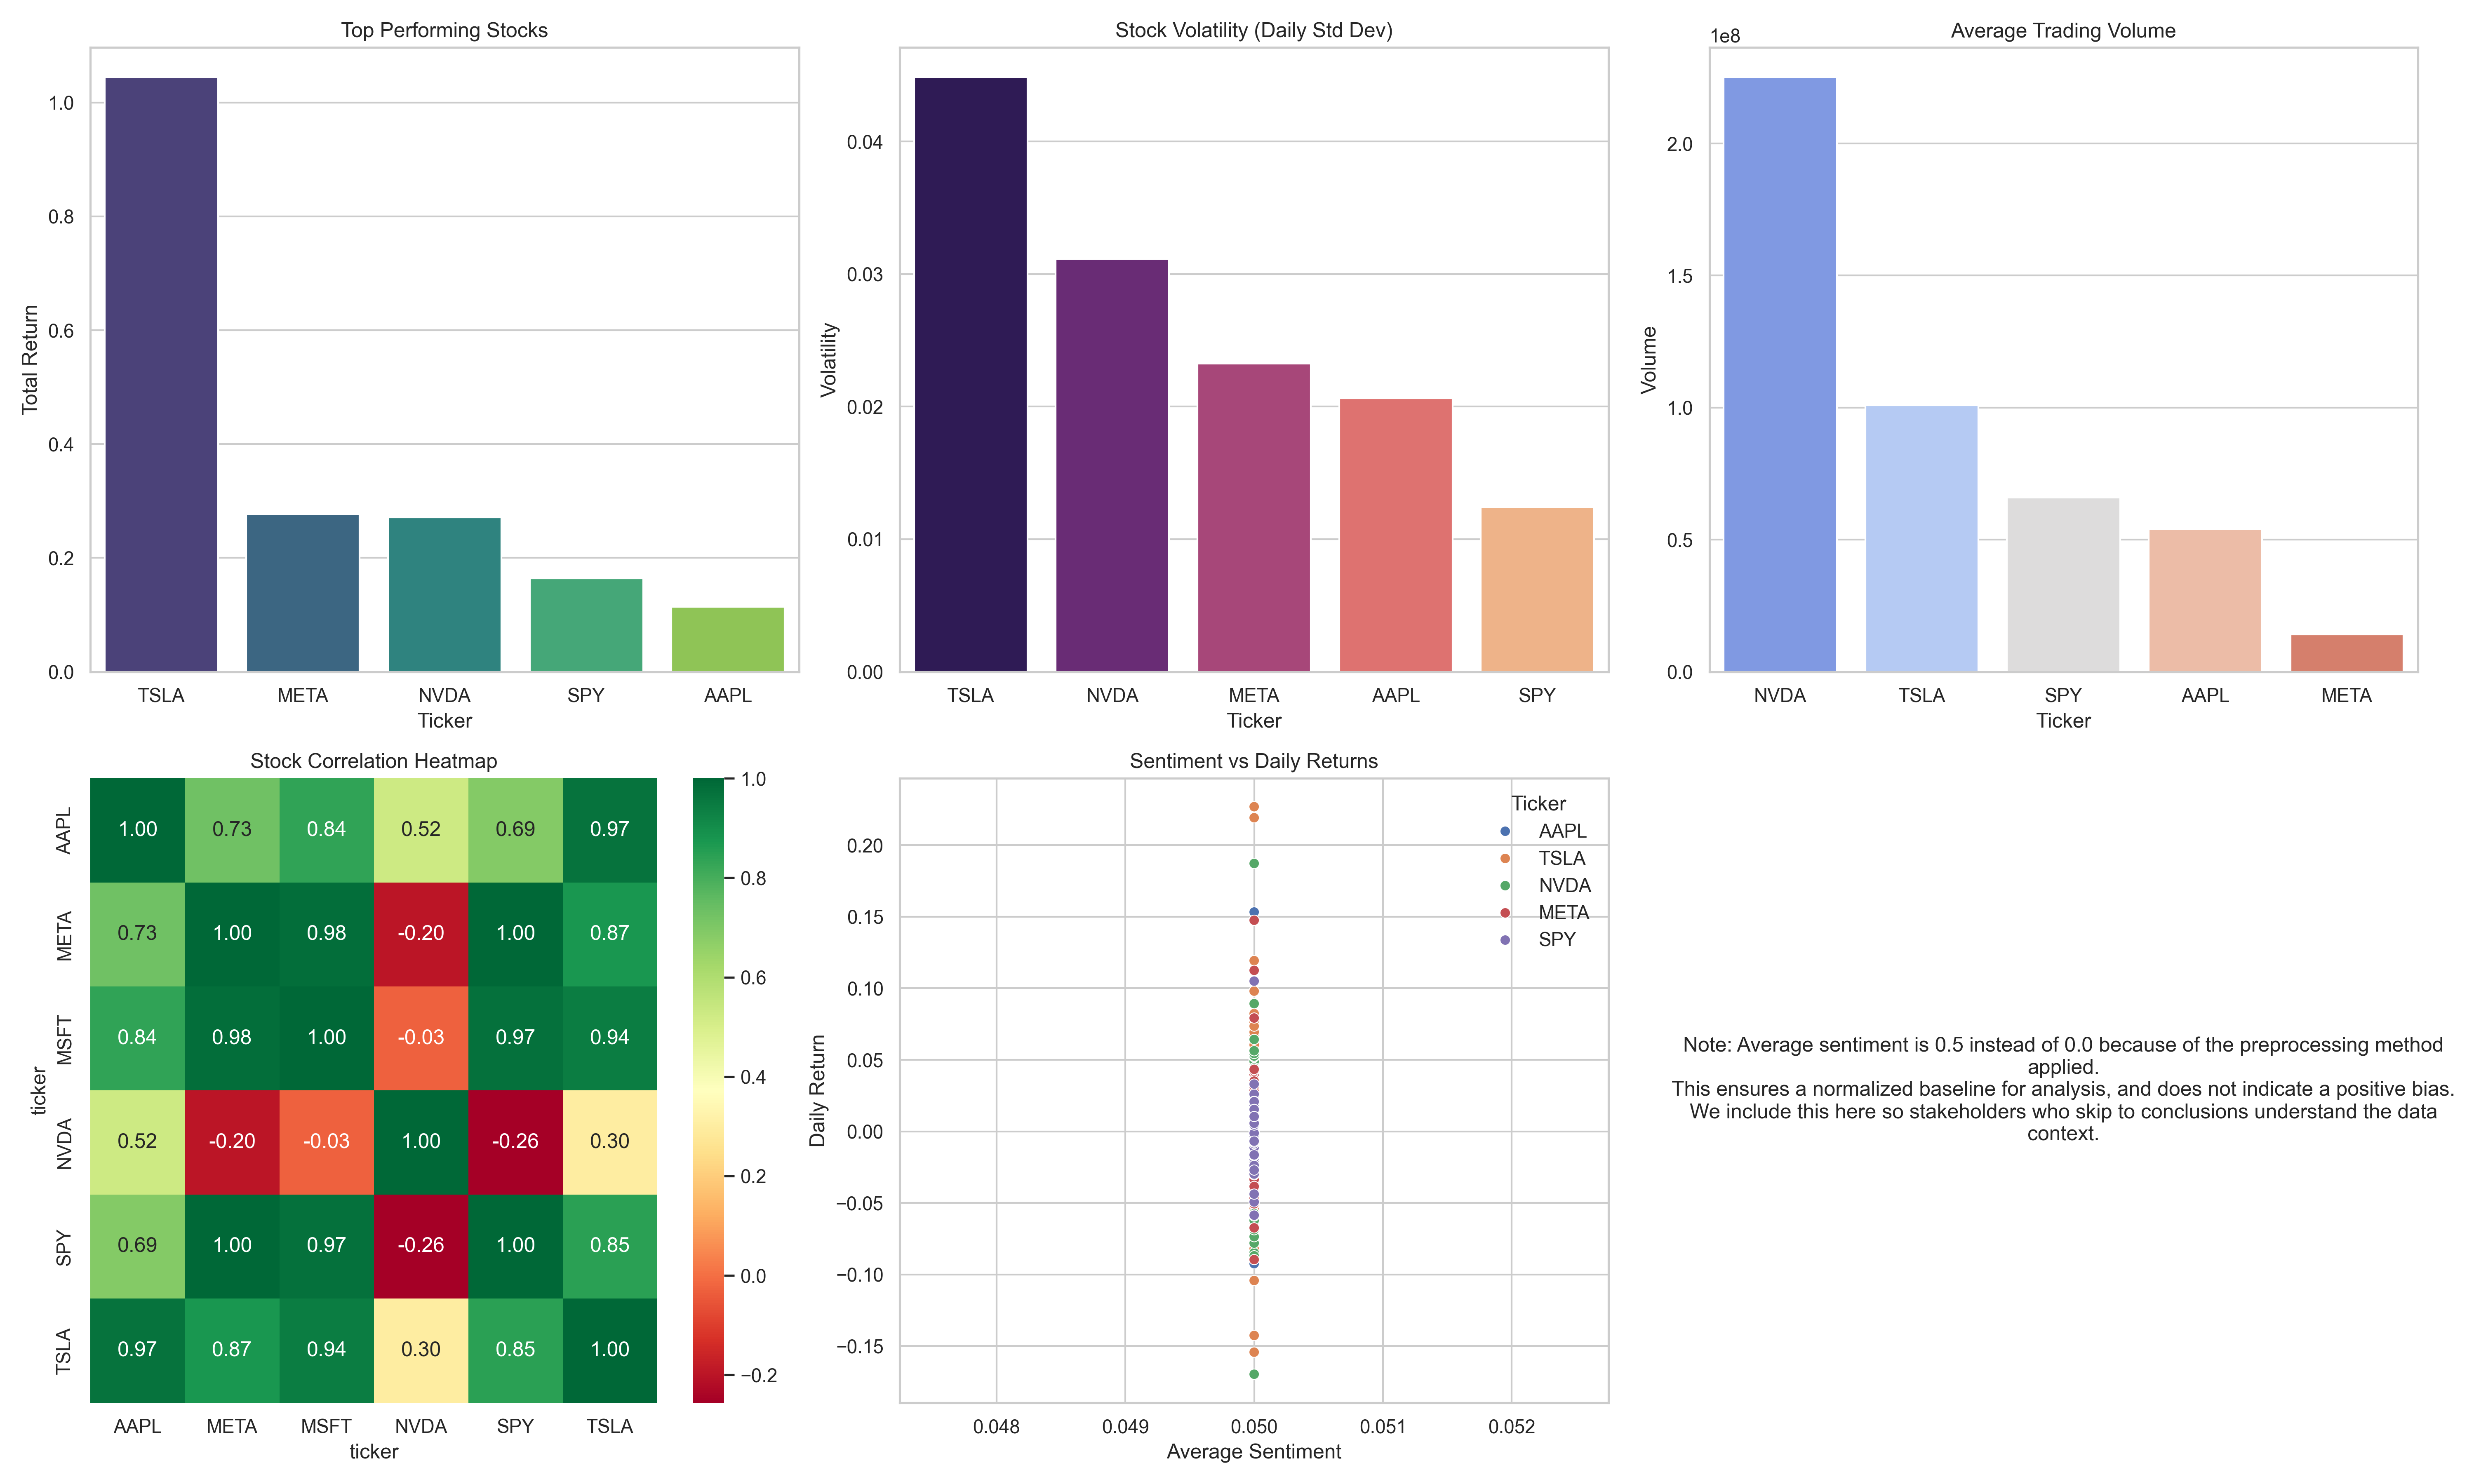 Top Performing Stocks
Total Return
1.0
0.8
0.6
0.4
0.2
0.0
TSLA META NVDA SPY AAPL
Ticker
Stock Volatility (Daily Std Dev)
Volatility
0.04
0.03
0.02
0.01
0.00
TSLA NVDA META AAPL SPY
Ticker
Average Trading Volume
1e8
Volume
2.0
1.5
1.0
0.5
0.0
NVDA TSLA SPY AAPL META
Ticker
Stock Correlation Heatmap
ticker
AAPL 1.00 0.73 0.84 0.52 0.69 0.97
META 0.73 1.00 0.98 -0.20 1.00 0.87
MSFT 0.84 0.98 1.00 -0.03 0.97 0.94
NVDA 0.52 -0.20 -0.03 1.00 -0.26 0.30
SPY 0.69 1.00 0.97 -0.26 1.00 0.85
TSLA 0.97 0.87 0.94 0.30 0.85 1.00
AAPL META MSFT NVDA SPY TSLA
ticker
1.0
0.8
0.6
0.4
0.2
0.0
−0.2
Sentiment vs Daily Returns
Daily Return
0.20
0.15
0.10
0.05
0.00
−0.05
−0.10
−0.15
Ticker
AAPL
TSLA
NVDA
META
SPY
0.048 0.049 0.050 0.051 0.052
Average Sentiment
Note: Average sentiment is 0.5 instead of 0.0 because of the preprocessing method
applied.
This ensures a normalized baseline for analysis, and does not indicate a positive bias.
We include this here so stakeholders who skip to conclusions understand the data
context.